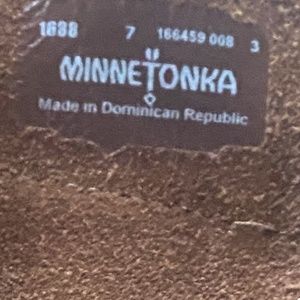 1688 7 166459 008 3
MINNETONKA
Made in Dominican Republic